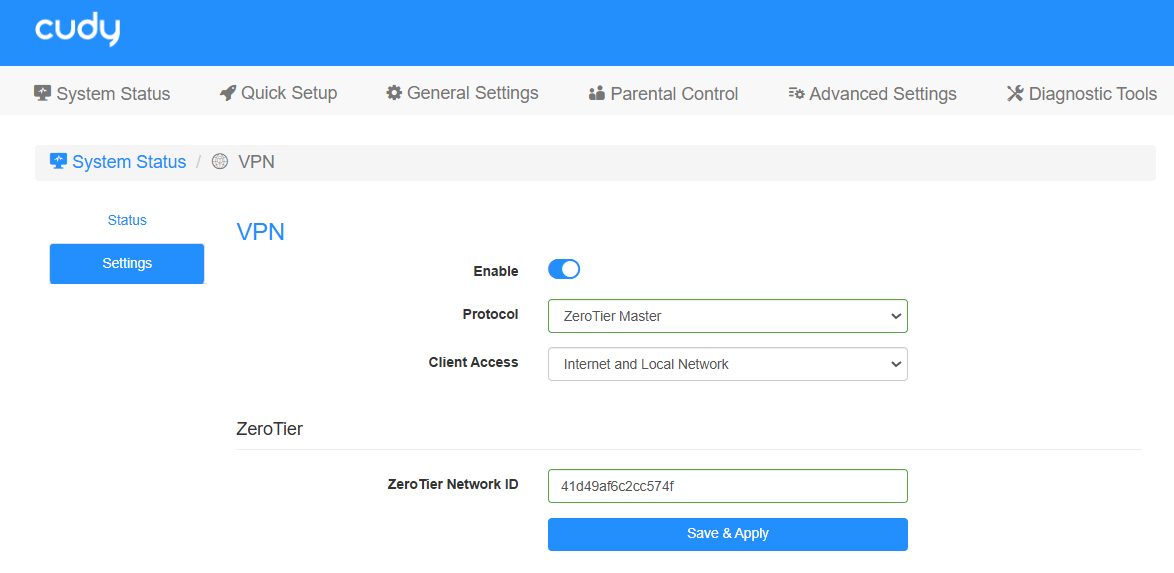 cudy
System Status Quick Setup General Settings Parental Control Advanced Settings Diagnostic Tools
System Status / VPN
Status
Settings
VPN
Enable
Protocol ZeroTier Master
Client Access Internet and Local Network
ZeroTier
ZeroTier Network ID 41d49af6c2cc574f
Save & Apply